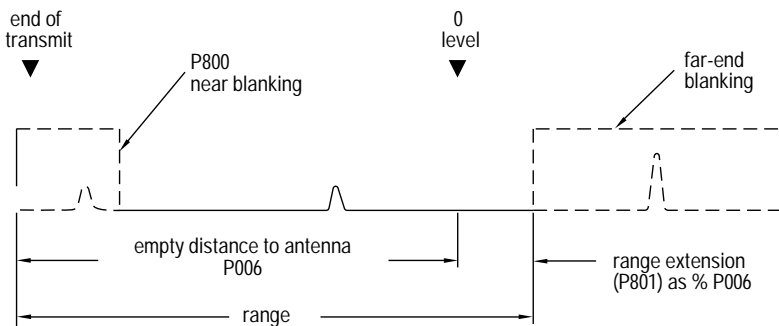 end of
transmit
0
level
P800
near blanking
far-end
blanking
empty distance to antenna
P006
range extension
(P801) as % P006
range